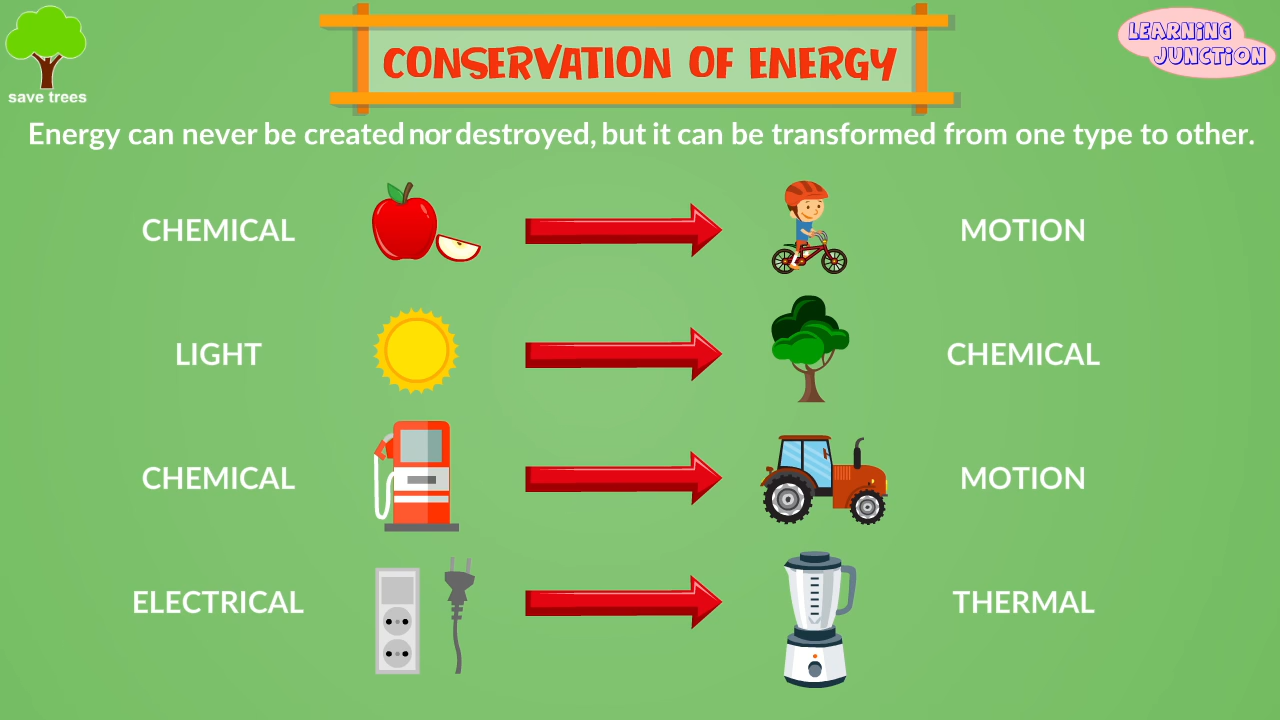 save trees
CONSERVATION OF ENERGY
LEARNING
JUNCTION
Energy can never be created nor destroyed, but it can be transformed from one type to other.
CHEMICAL MOTION
LIGHT CHEMICAL
CHEMICAL MOTION
ELECTRICAL THERMAL